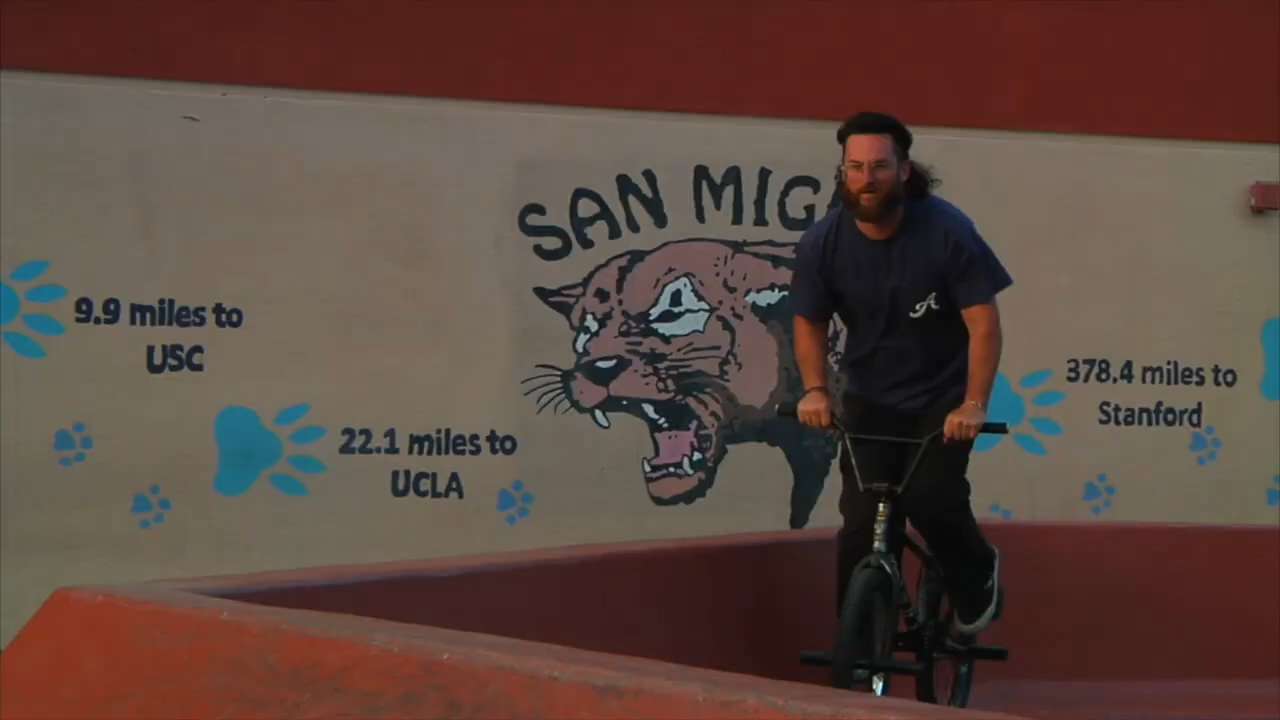 SAN MIG
9.9 miles to
USC
22.1 miles to
UCLA
378.4 miles to
Stanford
A